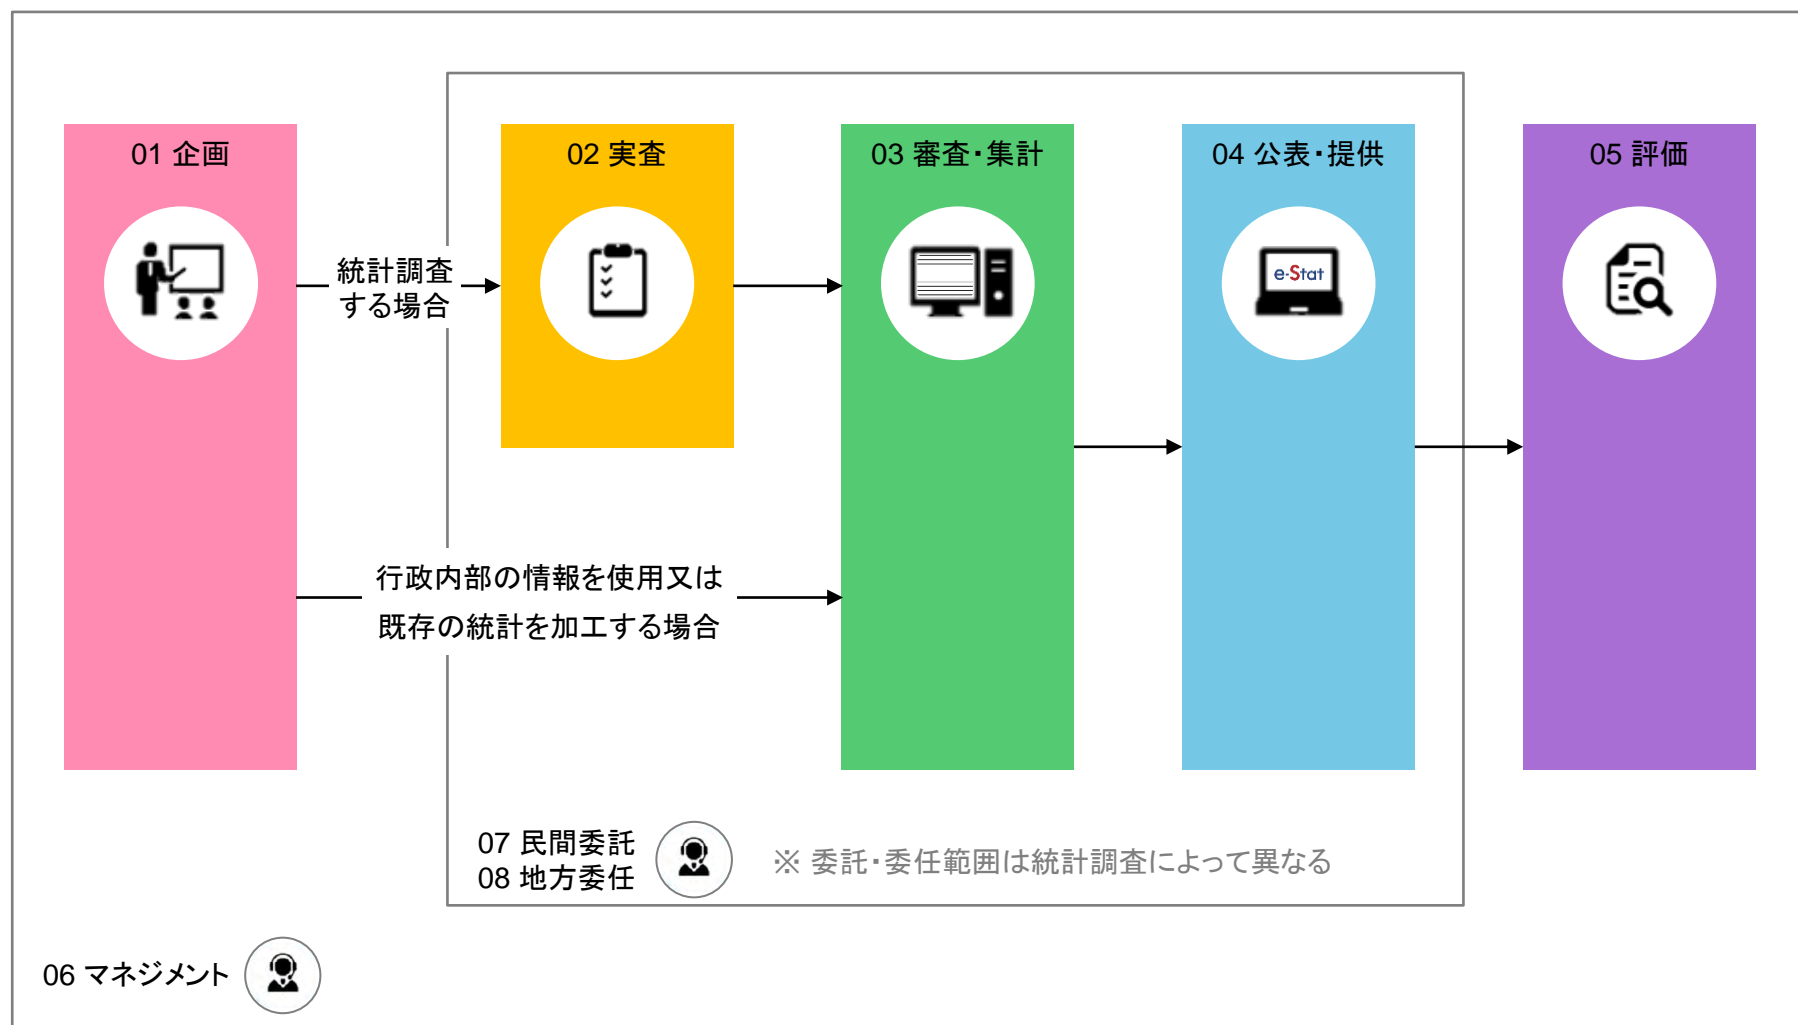 01 企画
02 実査
03 審査・集計
04 公表・提供
05 評価
e-Stat
統計調査
する場合
行政内部の情報を使用又は
既存の統計を加工する場合
07 民間委託
08 地方委任
※ 委託・委任範囲は統計調査によって異なる
06 マネジメント